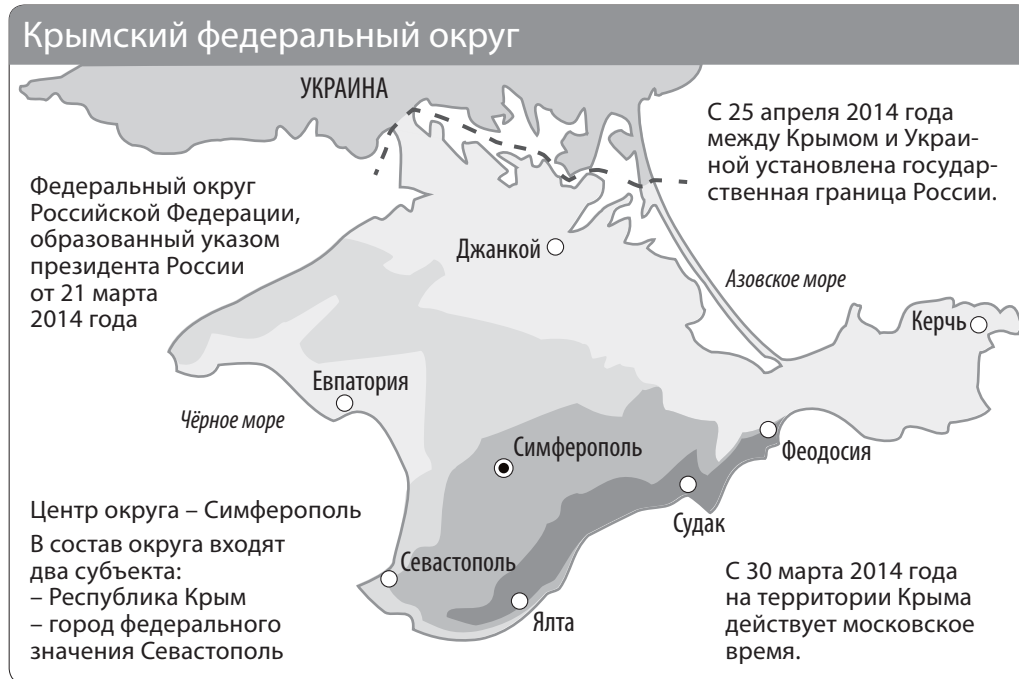 Крымский федеральный округ
УКРАИНА
С 25 апреля 2014 года
между Крымом и Украи-
ной установлена государ-
ственная граница России.
Федеральный округ
Российской Федерации,
образованный указом
президента России
от 21 марта
2014 года
Джанкой
Азовское море
Керчь
Евпатория
Чёрное море
Симферополь
Феодосия
Судак
Центр округа – Симферополь
В состав округа входят
два субъекта:
– Республика Крым
– город федерального
значения Севастополь
Севастополь
Ялта
С 30 марта 2014 года
на территории Крыма
действует московское
время.